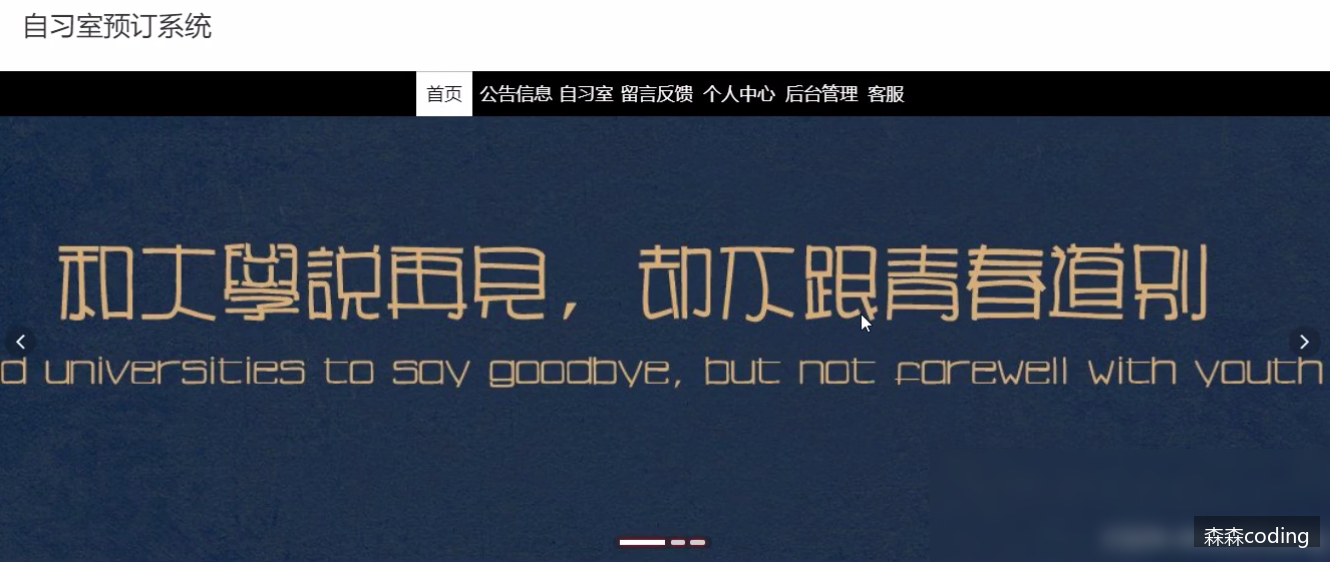 自习室预订系统
首页 公告信息 自习室 留言反馈 个人中心 后台管理 客服
和大學説再見，却不跟青春道别
d universities to say goodbye, but not farewell with youth
森森coding